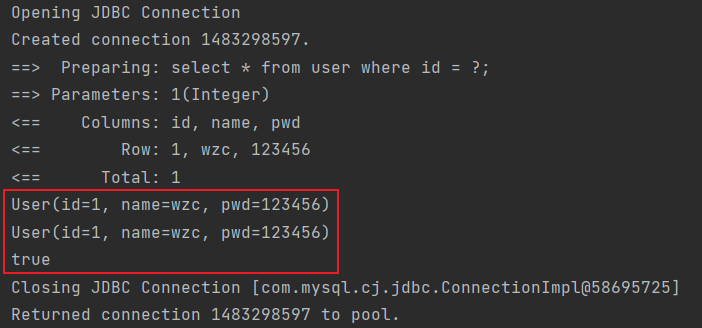 Opening JDBC Connection
Created connection 1483298597.
==>  Preparing: select * from user where id = ?;
==> Parameters: 1(Integer)
<==    Columns: id, name, pwd
<==        Row: 1, wzc, 123456
<==      Total: 1
User(id=1, name=wzc, pwd=123456)
User(id=1, name=wzc, pwd=123456)
true
Closing JDBC Connection [com.mysql.cj.jdbc.ConnectionImpl@58695725]
Returned connection 1483298597 to pool.